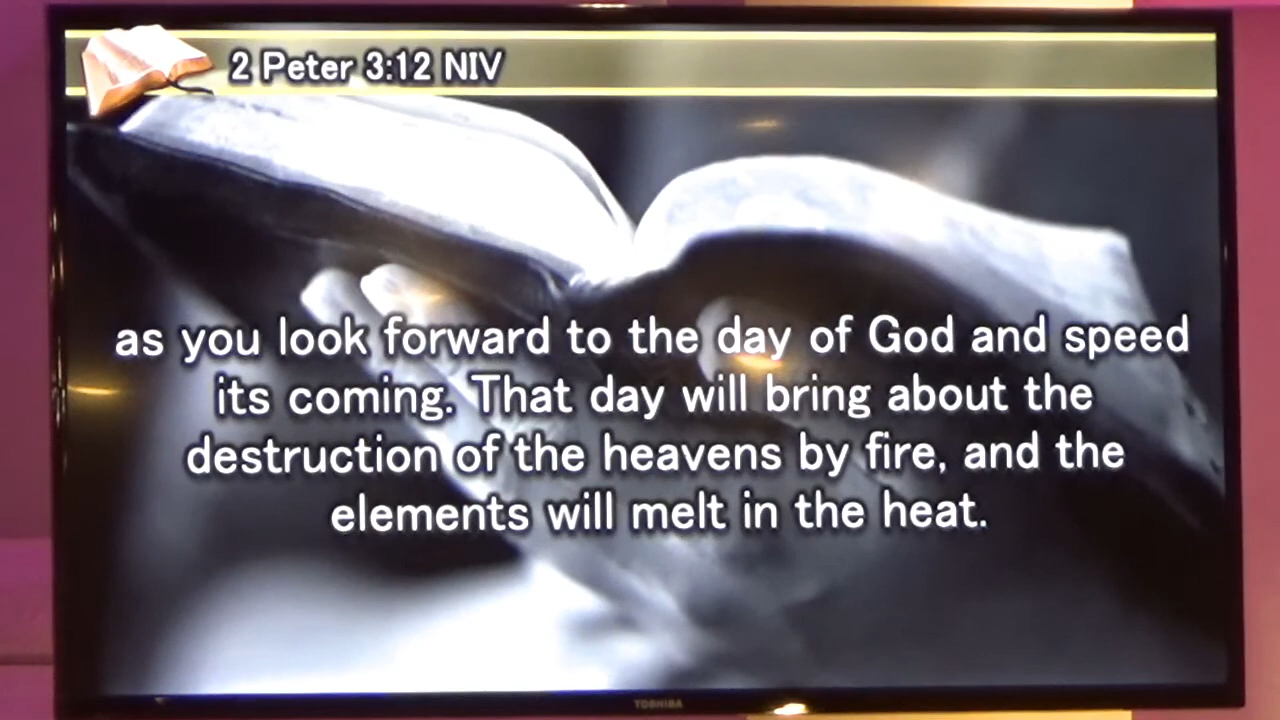 2 Peter 3:12 NIV
as you look forward to the day of God and speed
its coming. That day will bring about the
destruction of the heavens by fire, and the
elements will melt in the heat.
TOSHIBA